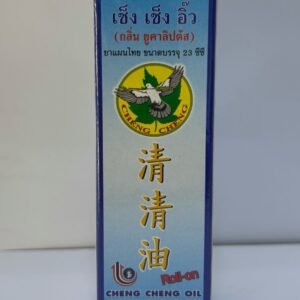 เซ็ง เซ็ง อิ๊ว
(กลิ่น ยูคาลิปตัส)
ยาแผนไทย ขนาดบรรจุ 23 ซีซี
CHENG CHENG
清
清
油
Roll-on
CHENG CHENG OIL